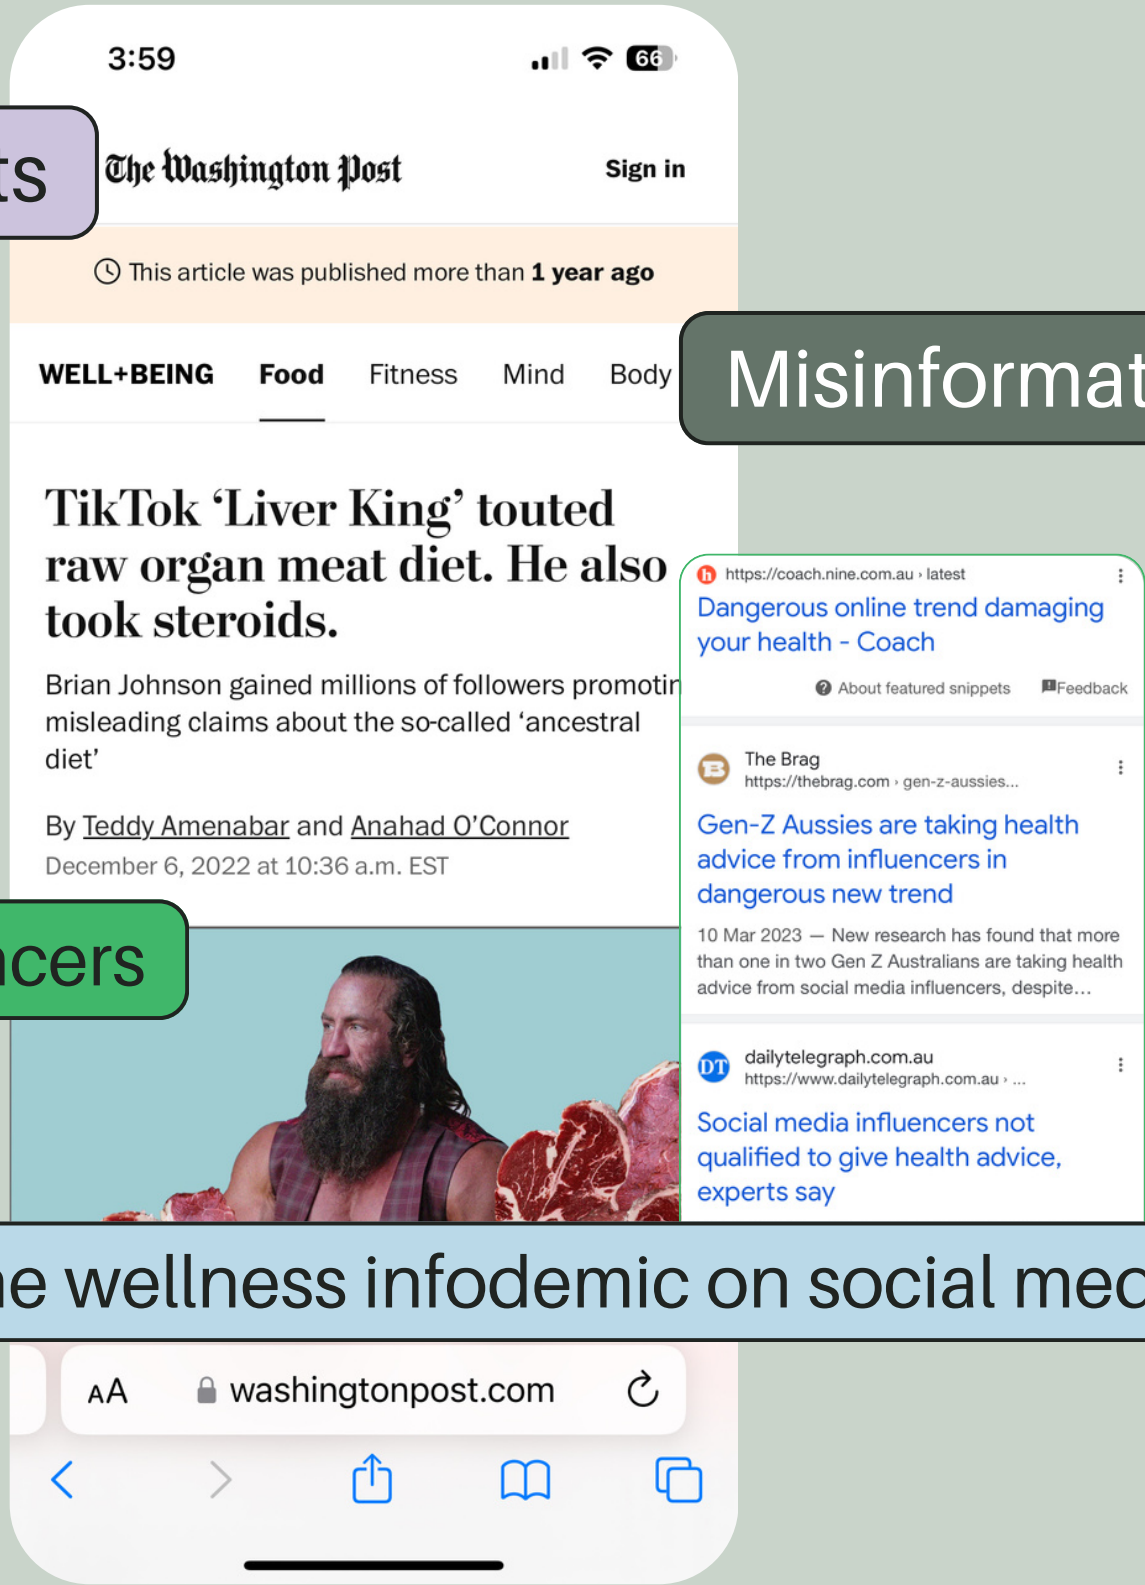 3:59
66
ts
The Washington Post
Sign in
This article was published more than 1 year ago
WELL+BEING Food Fitness Mind Body
Misinformat
TikTok ‘Liver King’ touted
raw organ meat diet. He also
took steroids.
Brian Johnson gained millions of followers promotin
misleading claims about the so-called ‘ancestral
diet’
By Teddy Amenabar and Anahad O’Connor
December 6, 2022 at 10:36 a.m. EST
ncers
https://coach.nine.com.au › latest
Dangerous online trend damaging
your health - Coach
About featured snippets Feedback
B
The Brag
https://thebrag.com › gen-z-aussies...
Gen-Z Aussies are taking health
advice from influencers in
dangerous new trend
10 Mar 2023 — New research has found that more
than one in two Gen Z Australians are taking health
advice from social media influencers, despite...
DT
dailytelegraph.com.au
https://www.dailytelegraph.com.au › ...
Social media influencers not
qualified to give health advice,
experts say
ne wellness infodemic on social med
AA washingtonpost.com